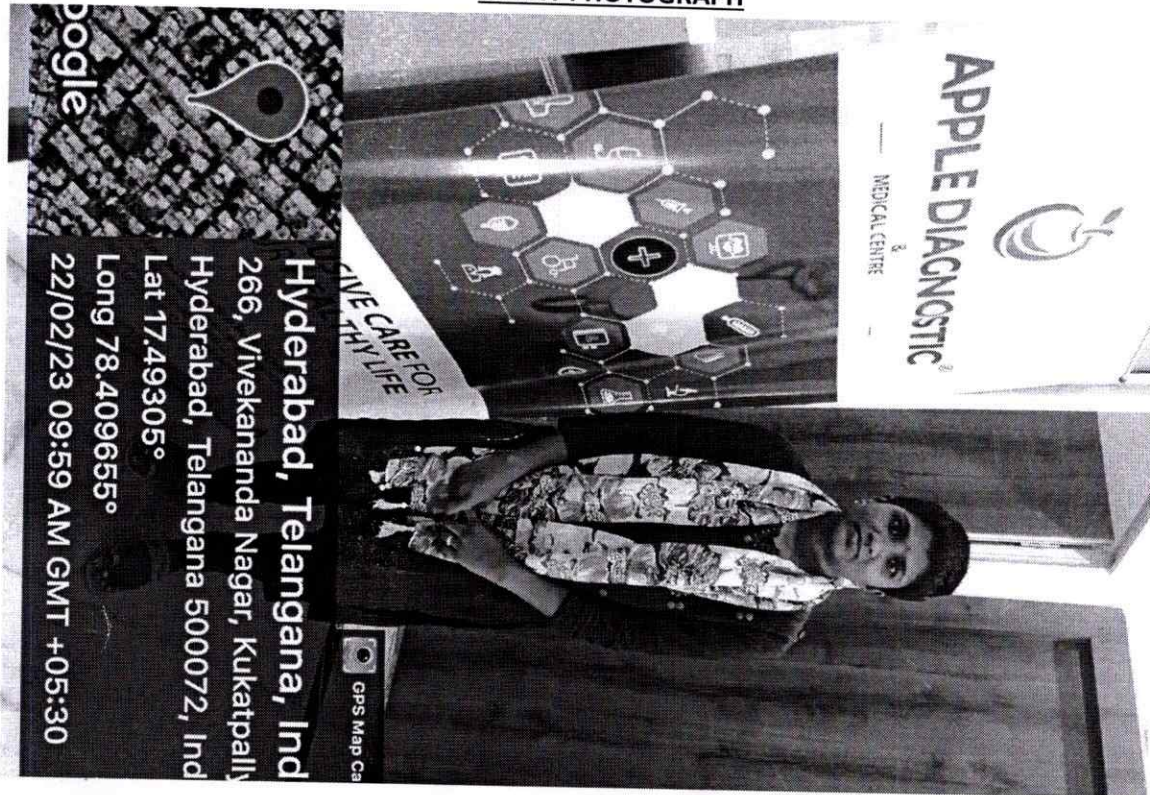 PHOTOGRAPH
APPLE DIAGNOSTIC®
&
MEDICAL CENTRE
CARE FOR
THY LIFE
GPS Map Ca
Hyderabad, Telangana, Ind
266, Vivekananda Nagar, Kukatpally
Hyderabad, Telangana 500072, Ind
Lat 17.49305°
Long 78.409655°
22/02/23 09:59 AM GMT +05:30
oogle